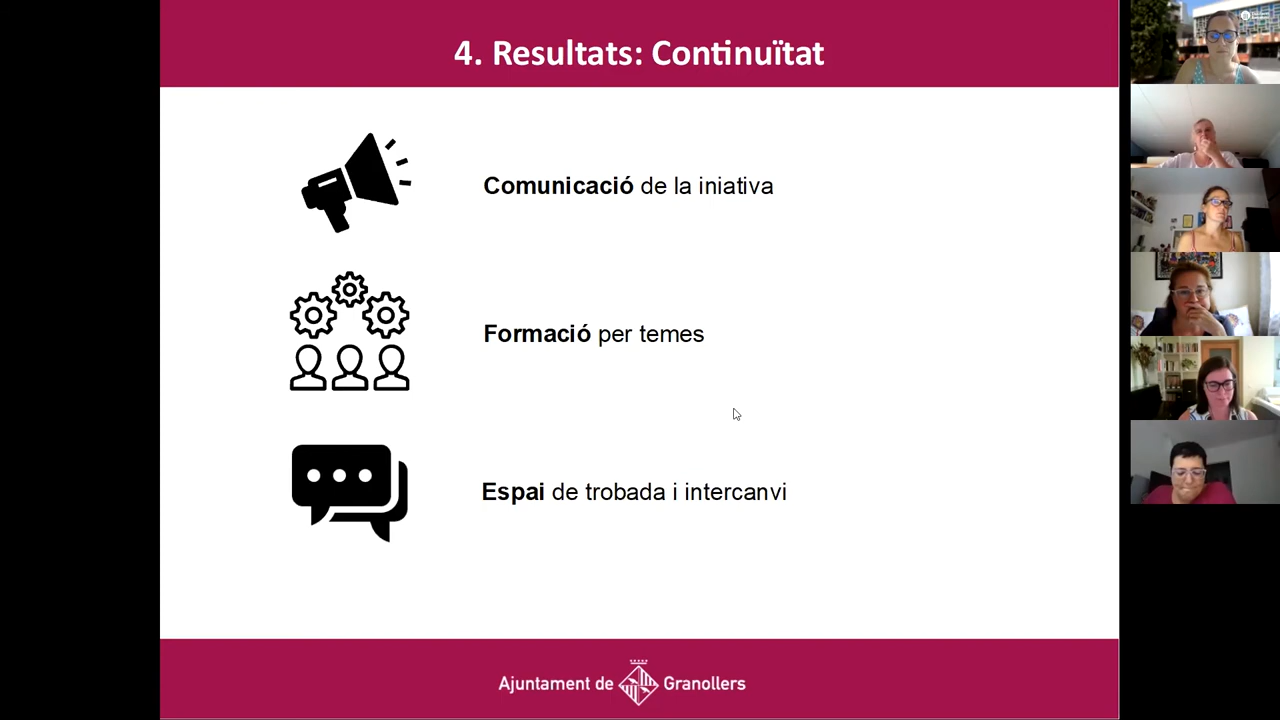 4. Resultats: Continuïtat
Comunicació de la iniativa
Formació per temes
Espai de trobada i intercanvi
Ajuntament de Granollers